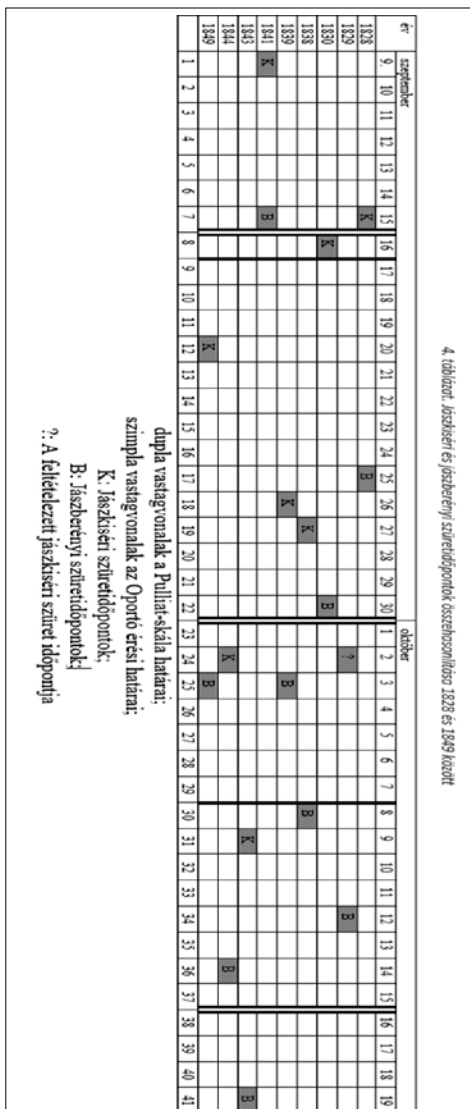 4. táblázat. Jászkiséri és jászberényi szüretidőpontok összehasonlítása 1828 és 1849 között
év szeptember október
9. 10 11 12 13 14 15 16 17 18 19 20 21 22 23 24 25 26 27 28 29 30 1 2 3 4 5 6 7 8 9 10 11 12 13 14 15 16 17 18 19
1828 K B
1829 ? B
1830 K B
1838 K B
1839 K B
1841 K B
1843 K B
1844 K B
1849 K B
1 2 3 4 5 6 7 8 9 10 11 12 13 14 15 16 17 18 19 20 21 22 23 24 25 26 27 28 29 30 31 32 33 34 35 36 37 38 39 40 41
dupla vastagvonalak a Pulliat-skála határai;
szimpla vastagvonalak az Oportó érési határai;
K: Jászkiséri szüretidőpontok;
B: Jászberényi szüretidőpontok;
?: A feltételezett jászkiséri szüret időpontja